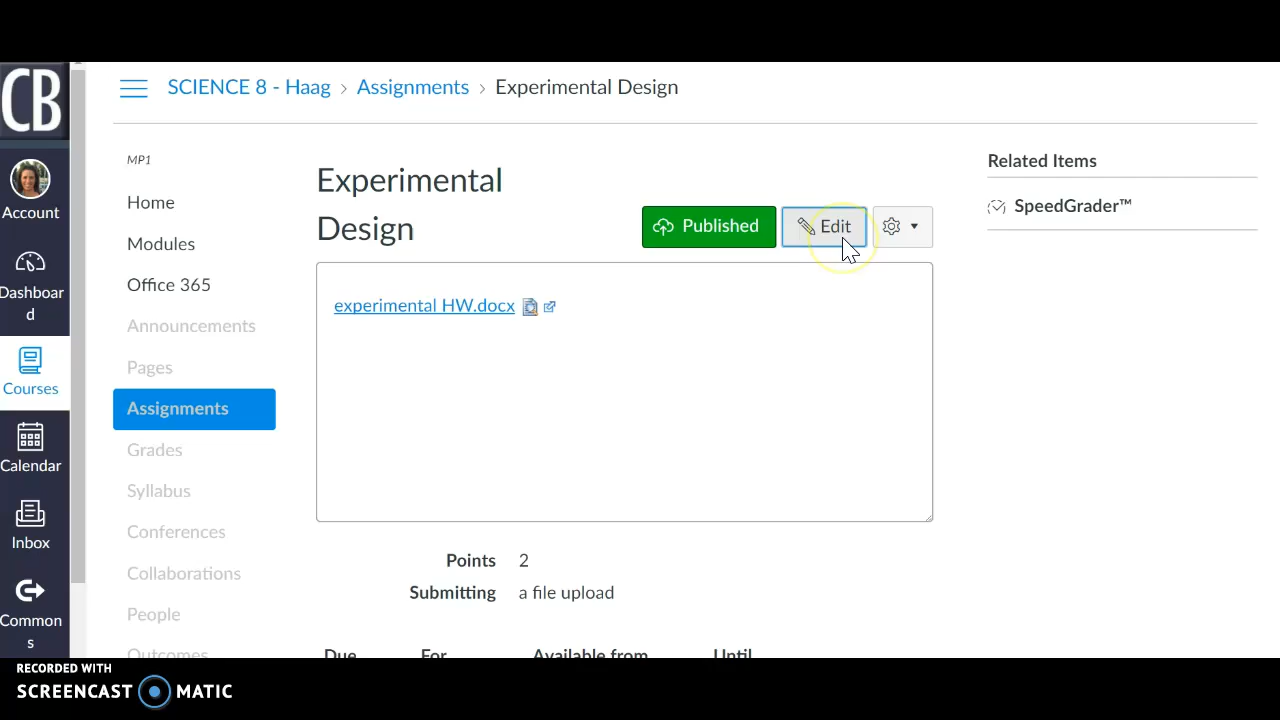 CB
SCIENCE 8 - Haag › Assignments › Experimental Design
MP1
Home
Modules
Office 365
Announcements
Pages
Assignments
Grades
Syllabus
Conferences
Collaborations
People
Outcomes
Account
Dashboar
d
Courses
Calendar
Inbox
Common
s
Experimental
Design
Published
Edit
experimental HW.docx
Points 2
Submitting a file upload
Due For Available from Until
Related Items
SpeedGrader™
RECORDED WITH
SCREENCAST MATIC